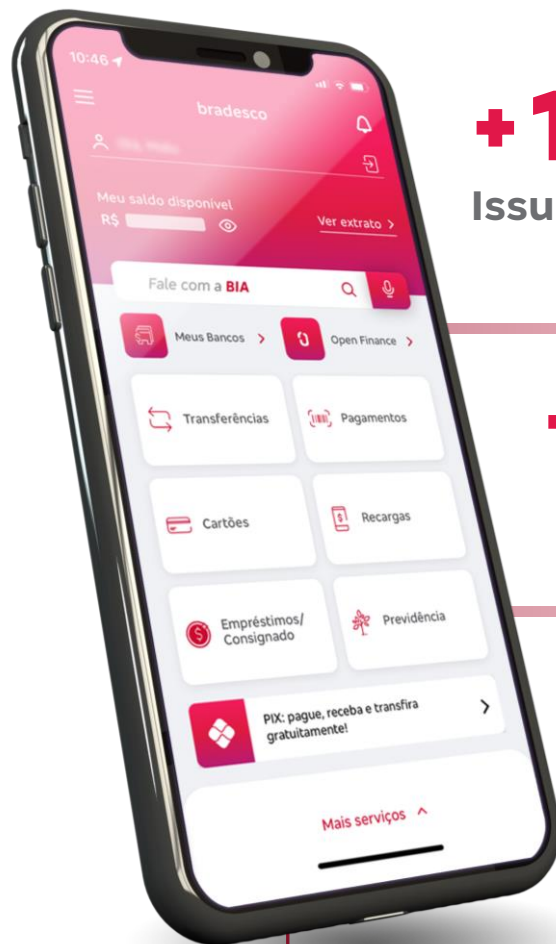 10:46
bradesco
Meu saldo disponível
R$
Ver extrato >
Fale com a BIA
Meus Bancos >
Open Finance >
Transferências
Pagamentos
Cartões
Recargas
Empréstimos/
Consignado
Previdência
PIX: pague, receba e transfira
gratuitamente!
Mais serviços
+1
Issu